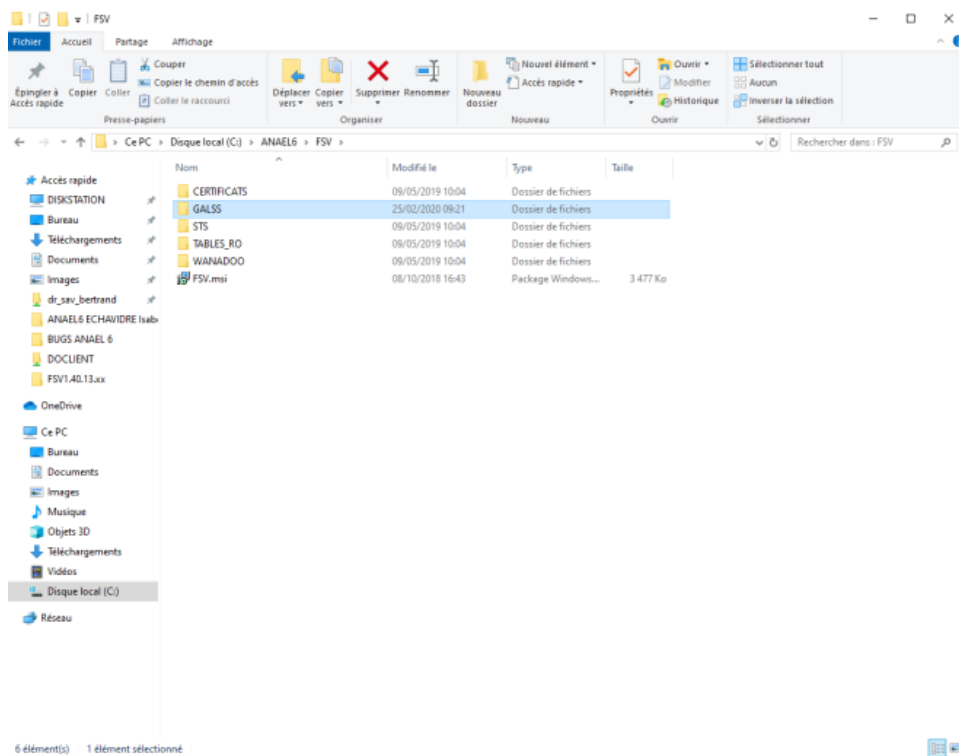 FSV
Fichier Accueil Partage Affichage
Épingler à Accès rapide
Copier
Coller
Couper
Copier le chemin d'accès
Coller le raccourci
Déplacer vers
Copier vers
Supprimer
Renommer
Nouveau dossier
Nouvel élément
Accès rapide
Propriétés
Ouvrir
Modifier
Historique
Sélectionner tout
Aucun
Inverser la sélection
Presse-papiers Organiser Nouveau Ouvrir Sélectionner
Ce PC > Disque local (C:) > ANAEL6 > FSV >
Rechercher dans : FSV
Nom Modifié le Type Taille
CERTIFICATS 09/05/2019 10:04 Dossier de fichiers
GALSS 25/02/2020 09:21 Dossier de fichiers
STS 09/05/2019 10:04 Dossier de fichiers
TABLES_RO 09/05/2019 10:04 Dossier de fichiers
WANADOO 09/05/2019 10:04 Dossier de fichiers
FSV.msi 08/10/2018 16:43 Package Windows... 3 477 Ko
Accès rapide
DISKSTATION
Bureau
Téléchargements
Documents
Images
dr_sav_bertrand
ANAEL6 ECHAVIDRE Isab
BUGS ANAEL 6
DOCLIENT
FSV1.40.13.xx
OneDrive
Ce PC
Bureau
Documents
Images
Musique
Objets 3D
Téléchargements
Vidéos
Disque local (C:)
Réseau
6 élément(s) 1 élément sélectionné